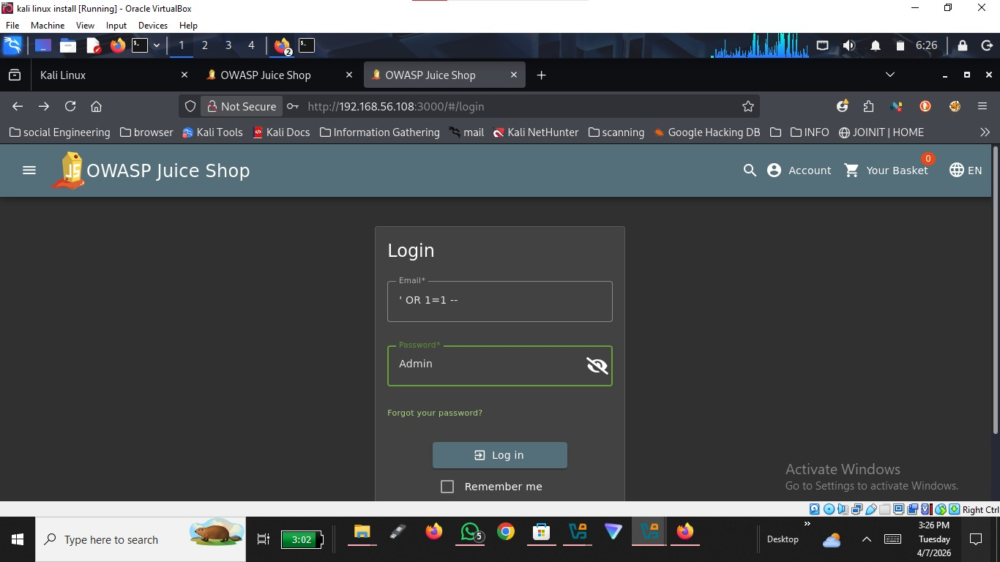 kali linux install [Running] - Oracle VirtualBox
File Machine View Input Devices Help
1 2 3 4 2 6:26
Kali Linux OWASP Juice Shop OWASP Juice Shop
Not Secure http://192.168.56.108:3000/#/login
social Engineering browser Kali Tools Kali Docs Information Gathering mail Kali NetHunter scanning Google Hacking DB INFO JOINIT | HOME
JS OWASP Juice Shop Account Your Basket 0 EN
Login
Email*
' OR 1=1 --
Password*
Admin
Forgot your password?
Log in
Remember me
Activate Windows
Go to Settings to activate Windows.
Right Ctrl
Type here to search 3:02 5 Desktop
3:26 PM
Tuesday
4/7/2026